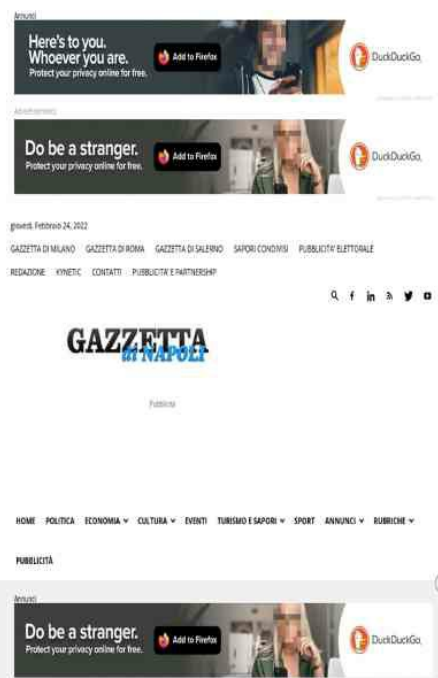 Annunci
Here's to you.
Whoever you are.
Protect your privacy online for free.
Add to Firefox
DuckDuckGo.
Advertisements
Do be a stranger.
Protect your privacy online for free.
Add to Firefox
DuckDuckGo.
giovedì, Febbraio 24, 2022
GAZZETTA DI MILANO GAZZETTA DI ROMA GAZZETTA DI SALERNO SAPORI CONDIVISI PUBBLICITA' ELETTORALE
REDAZIONE KYNETIC CONTATTI PUBBLICITA' E PARTNERSHIP
GAZZETTA
di NAPOLI
Pubblicità
HOME POLITICA ECONOMIA CULTURA EVENTI TURISMO E SAPORI SPORT ANNUNCI RUBRICHE
PUBBLICITÀ
Annunci
Do be a stranger.
Protect your privacy online for free.
Add to Firefox
DuckDuckGo.